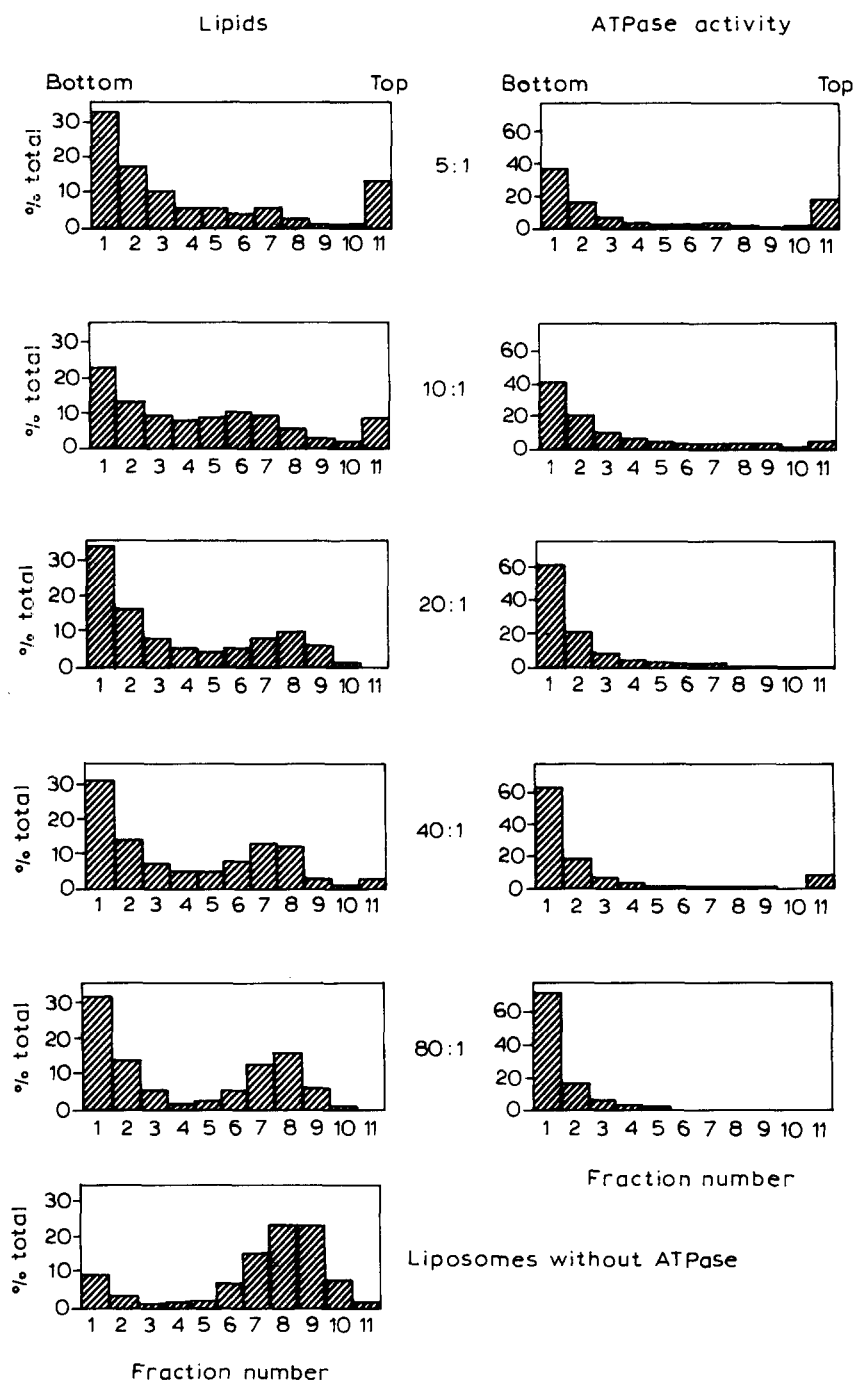 Lipids
ATPase activity
Bottom Top
Bottom Top
% total
30
20
10
0
1 2 3 4 5 6 7 8 9 10 11
5:1
60
40
20
0
1 2 3 4 5 6 7 8 9 10 11
% total
30
20
10
0
1 2 3 4 5 6 7 8 9 10 11
10:1
60
40
20
0
1 2 3 4 5 6 7 8 9 10 11
% total
30
20
10
0
1 2 3 4 5 6 7 8 9 10 11
20:1
60
40
20
0
1 2 3 4 5 6 7 8 9 10 11
% total
30
20
10
0
1 2 3 4 5 6 7 8 9 10 11
40:1
60
40
20
0
1 2 3 4 5 6 7 8 9 10 11
% total
30
20
10
0
1 2 3 4 5 6 7 8 9 10 11
80:1
60
40
20
0
1 2 3 4 5 6 7 8 9 10 11
Fraction number
% total
30
20
10
0
1 2 3 4 5 6 7 8 9 10 11
Liposomes without ATPase
Fraction number